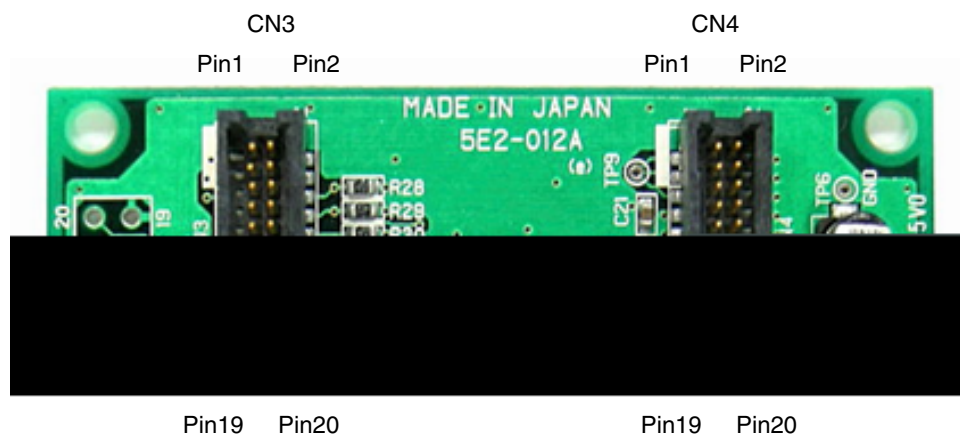 CN3 CN4
Pin1 Pin2 Pin1 Pin2
MADE IN JAPAN
5E2-012A
(e)
TP9
TP6
GND
R28
R28
C21
20
19
5V0
Pin19 Pin20 Pin19 Pin20